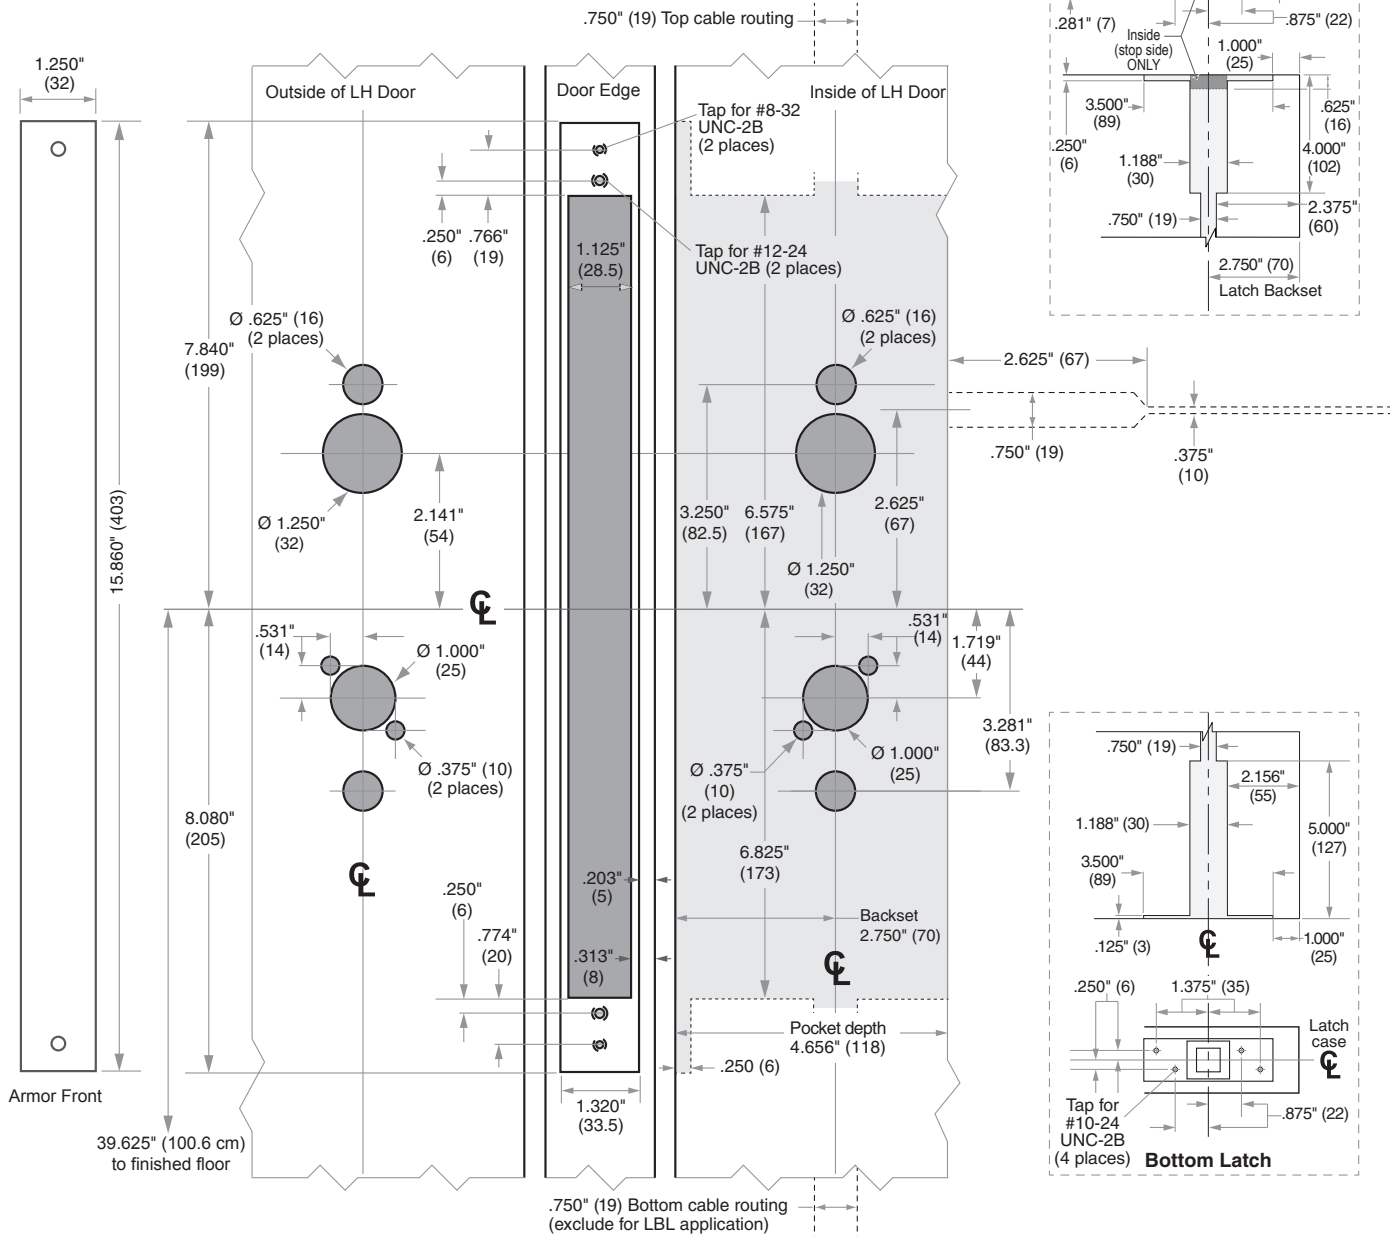 .750" (19) Top cable routing
1.250"
(32)
Outside of LH Door
Door Edge
Inside of LH Door
Tap for #8-32
UNC-2B
(2 places)
.250"
(6)
.766"
(19)
1.125"
(28.5)
Tap for #12-24
UNC-2B (2 places)
Ø .625" (16)
(2 places)
7.840"
(199)
Ø .625" (16)
(2 places)
2.625" (67)
.750" (19)
.375"
(10)
15.860" (403)
Ø 1.250"
(32)
2.141"
(54)
3.250"
(82.5)
6.575"
(167)
2.625"
(67)
Ø 1.250"
(32)
CL
.531"
(14)
Ø 1.000"
(25)
.531"
(14)
1.719"
(44)
3.281"
(83.3)
Ø .375" (10)
(2 places)
Ø .375"
(10)
(2 places)
Ø 1.000"
(25)
8.080"
(205)
CL
6.825"
(173)
.203"
(5)
.250"
(6)
.774"
(20)
.313"
(8)
Backset
2.750" (70)
CL
Pocket depth
4.656" (118)
.250 (6)
1.320"
(33.5)
Armor Front
39.625" (100.6 cm)
to finished floor
.750" (19) Bottom cable routing
(exclude for LBL application)
.281" (7)
.875" (22)
Inside
(stop side)
ONLY
1.000"
(25)
3.500"
(89)
.625"
(16)
.250"
(6)
1.188"
(30)
4.000"
(102)
.750" (19)
2.375"
(60)
2.750" (70)
Latch Backset
.750" (19)
2.156"
(55)
1.188" (30)
5.000"
(127)
3.500"
(89)
.125" (3)
CL
1.000"
(25)
.250" (6)
1.375" (35)
Latch
case
CL
Tap for
#10-24
UNC-2B
(4 places)
.875" (22)
Bottom Latch